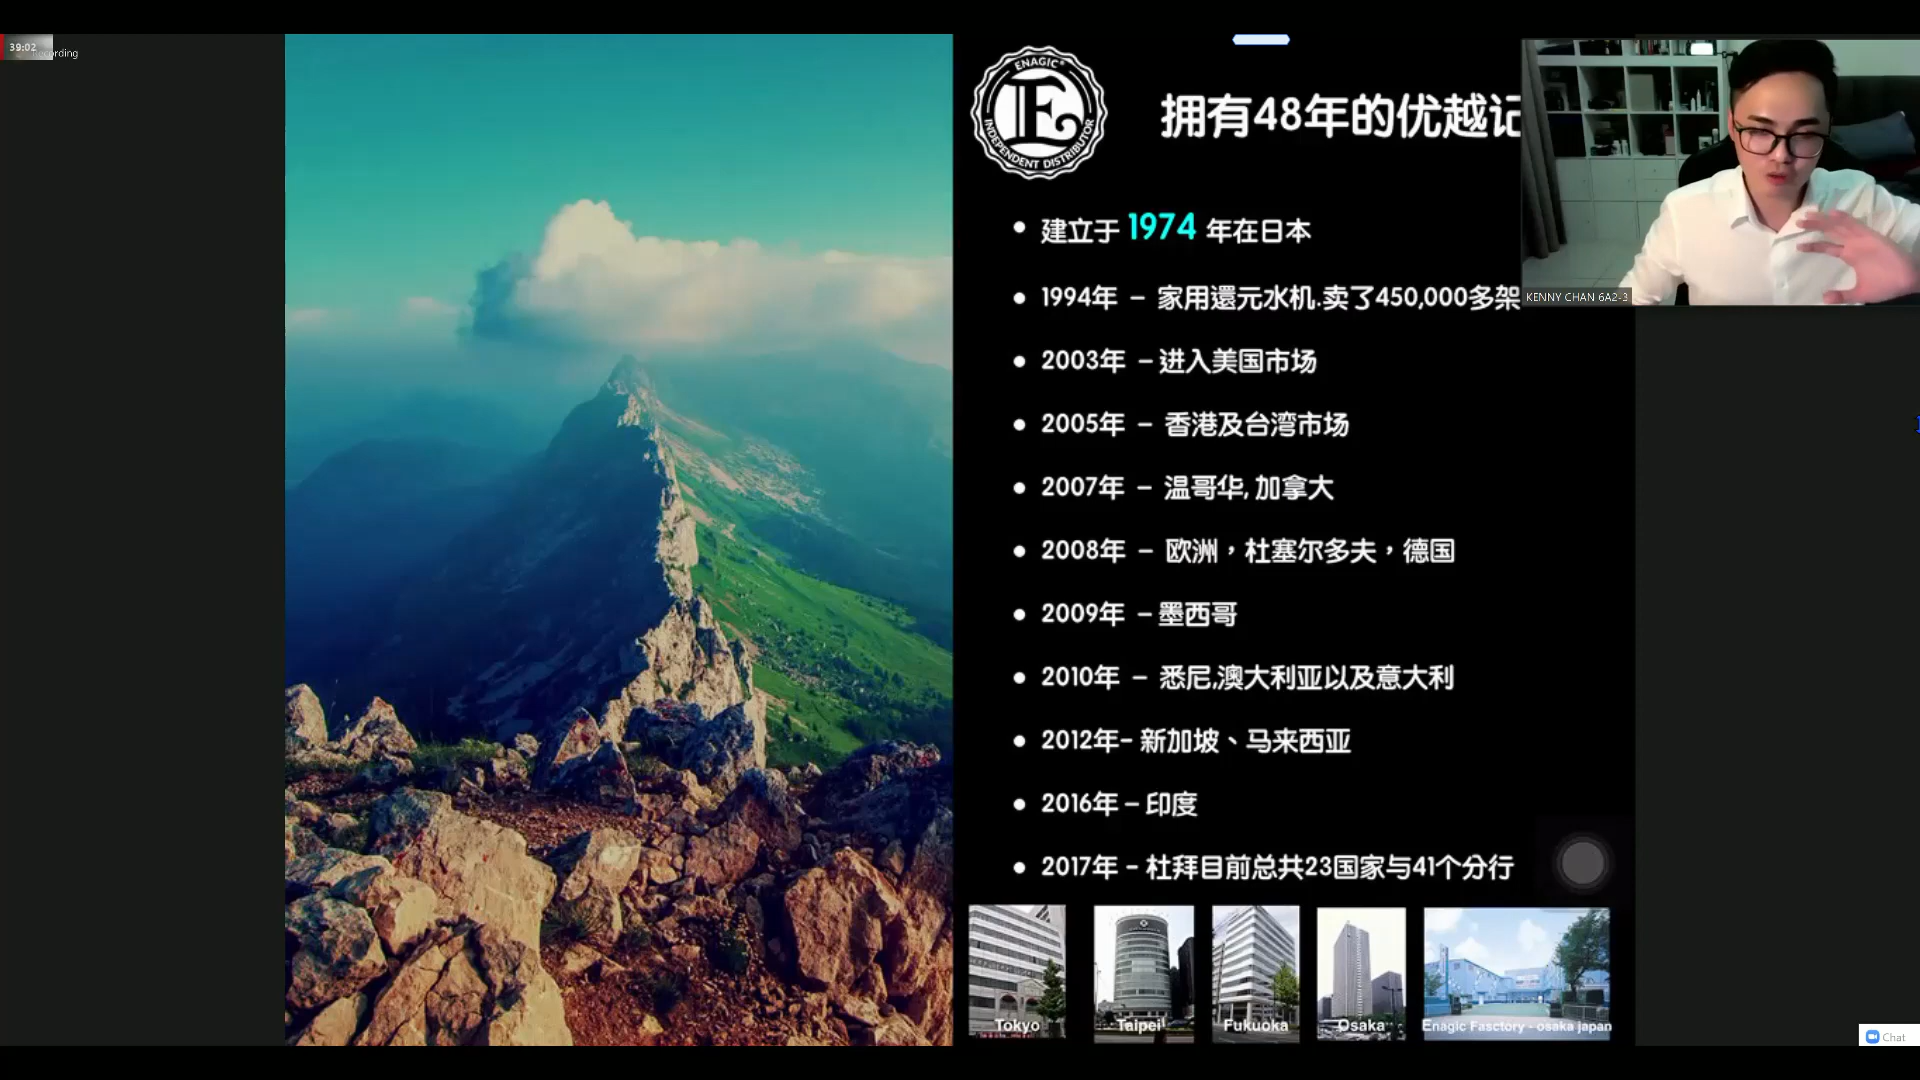 39:02
Recording
ENAGIC®
E
INDEPENDENT DISTRIBUTOR
拥有48年的优越记
KENNY CHAN 6A2-3
建立于 1974 年在日本
1994年 – 家用還元水机.卖了450,000多架
2003年 – 进入美国市场
2005年 – 香港及台湾市场
2007年 – 温哥华, 加拿大
2008年 – 欧洲，杜塞尔多夫，德国
2009年 – 墨西哥
2010年 – 悉尼,澳大利亚以及意大利
2012年– 新加坡、马来西亚
2016年 – 印度
2017年 – 杜拜目前总共23国家与41个分行
Tokyo
Taipei
Fukuoka
Osaka
Enagic Fasctory - osaka japan
Chat